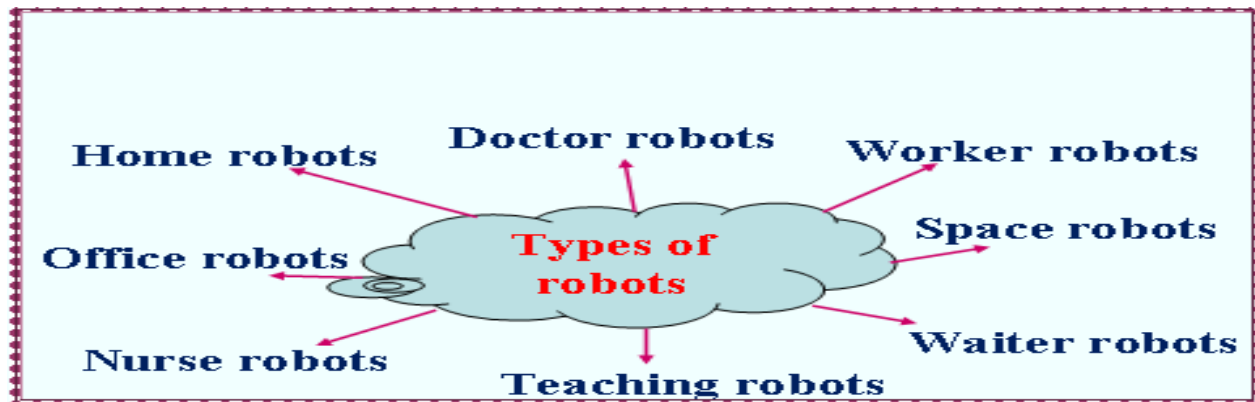 Doctor robots
Home robots
Worker robots
Types of
robots
Space robots
Office robots
Waiter robots
Nurse robots
Teaching robots